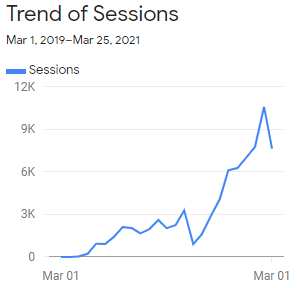 Trend of Sessions
Mar 1, 2019–Mar 25, 2021
Sessions
12K
9K
6K
3K
0
Mar 01 Mar 01